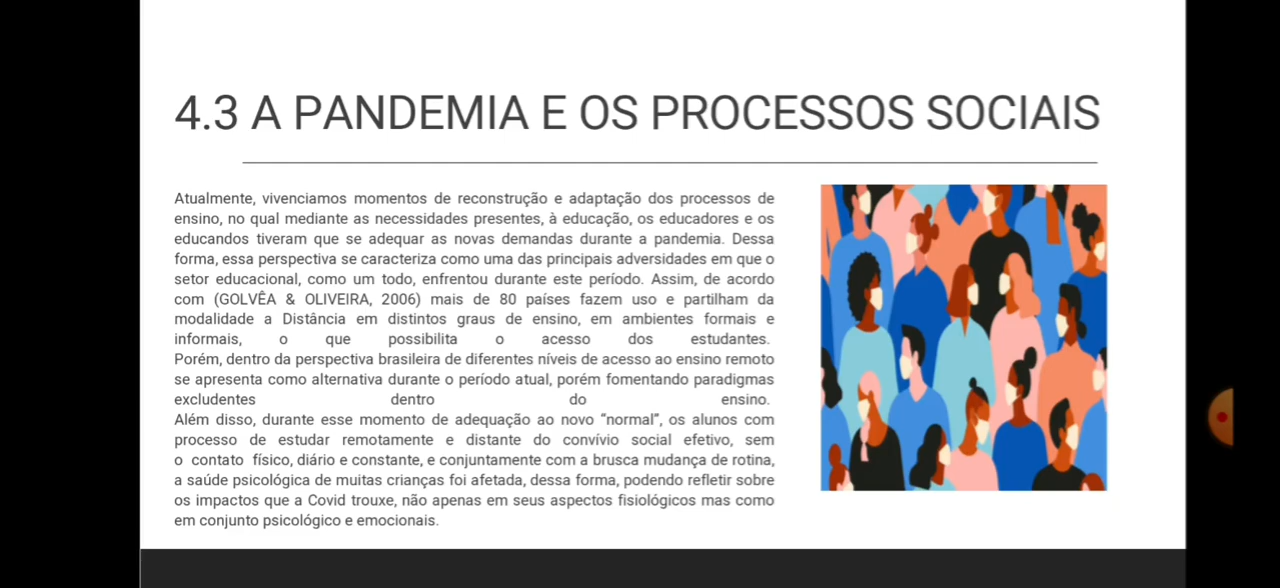 4.3 A PANDEMIA E OS PROCESSOS SOCIAIS
Atualmente, vivenciamos momentos de reconstrução e adaptação dos processos de
ensino, no qual mediante as necessidades presentes, à educação, os educadores e os
educandos tiveram que se adequar as novas demandas durante a pandemia. Dessa
forma, essa perspectiva se caracteriza como uma das principais adversidades em que o
setor educacional, como um todo, enfrentou durante este período. Assim, de acordo
com (GOLVÊA & OLIVEIRA, 2006) mais de 80 países fazem uso e partilham da
modalidade a Distância em distintos graus de ensino, em ambientes formais e
informais, o que possibilita o acesso dos estudantes.
Porém, dentro da perspectiva brasileira de diferentes níveis de acesso ao ensino remoto
se apresenta como alternativa durante o período atual, porém fomentando paradigmas
excludentes dentro do ensino.
Além disso, durante esse momento de adequação ao novo “normal”, os alunos com
processo de estudar remotamente e distante do convívio social efetivo, sem
o contato físico, diário e constante, e conjuntamente com a brusca mudança de rotina,
a saúde psicológica de muitas crianças foi afetada, dessa forma, podendo refletir sobre
os impactos que a Covid trouxe, não apenas em seus aspectos fisiológicos mas como
em conjunto psicológico e emocionais.